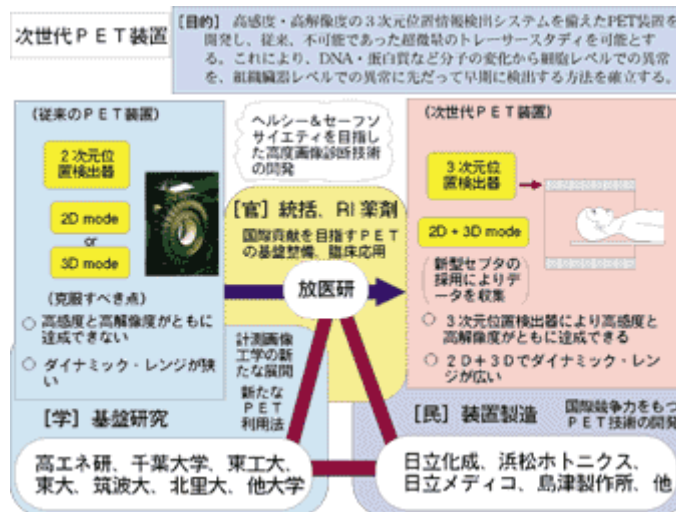 次世代ＰＥＴ装置
【目的】高感度・高解像度の３次元位置情報検出システムを備えたPET装置を
開発し、従来、不可能であった超微量のトレーサースタディを可能とす
る。これにより、DNA・蛋白質など分子の変化から細胞レベルでの異常
を、組織臓器レベルでの異常に先だって早期に検出する方法を確立する。
（従来のＰＥＴ装置）
２次元位
置検出器
2D mode
or
3D mode
（克服すべき点）
○ 高感度と高解像度がともに
達成できない
○ ダイナミック・レンジが狭
い
ヘルシー＆セーフソ
サイエティを目指し
た高度画像診断技術
の開発
［官］統括、RI薬剤
国際貢献を目指すＰＥＴ
の基盤整備、臨床応用
放医研
（次世代ＰＥＴ装置）
３次元位
置検出器
2D + 3D mode
新型セプタの
採用によりデ
ータを収集
○ ３次元位置検出器により高感度と
高解像度がともに達成できる
○ ２Ｄ＋３Ｄでダイナミック・レン
ジが広い
計測画像
工学の新
たな展開
新たな
ＰＥＴ
利用法
［学］基盤研究
高エネ研、千葉大学、東工大、
東大、筑波大、北里大、他大学
［民］装置製造
国際競争力をもつ
ＰＥＴ技術の開発
日立化成、浜松ホトニクス、
日立メディコ、島津製作所、他